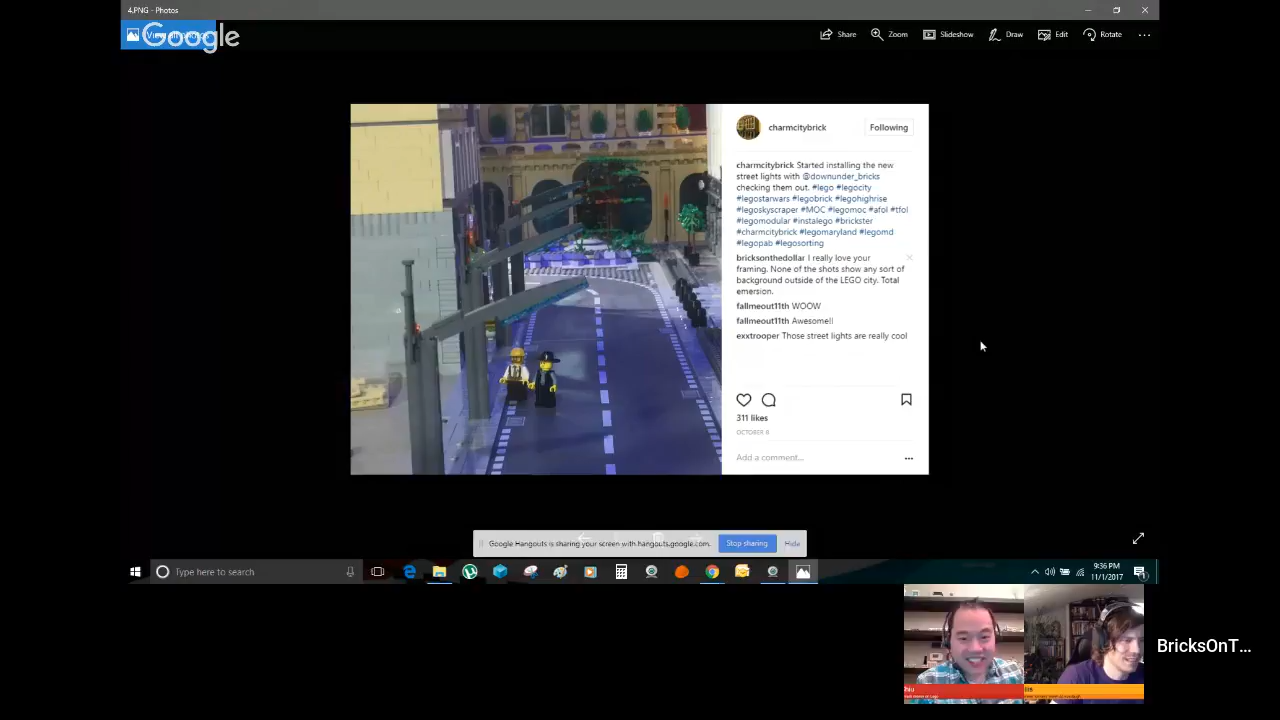 4.PNG - Photos
Google
Share
Zoom
Slideshow
Draw
Edit
Rotate
charmcitybrick
Following
charmcitybrick Started installing the new
street lights with @downunder_bricks
checking them out. #lego #legocity
#legostarwars #legobrick #legohighrise
#legoskyscraper #MOC #legomoc #afol #tfol
#legomodular #instalego #brickster
#charmcitybrick #legomaryland #legomd
#legopab #legosorting
bricksonthedollar I really love your
framing. None of the shots show any sort of
background outside of the LEGO city. Total
emersion.
fallmeout11th WOOW
fallmeout11th Awesome!!
exxtrooper Those street lights are really cool
311 likes
Add a comment...
Google Hangouts is sharing your screen with hangouts.google.com.
Stop sharing
Hide
Type here to search
9:36 PM
11/1/2017
BricksOnT...